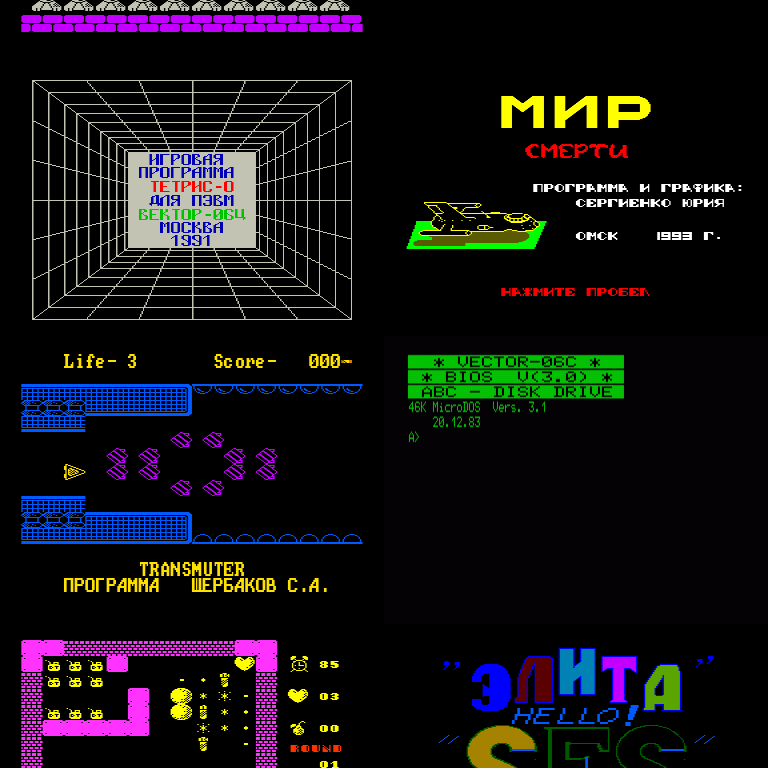 ИГРОВАЯ
ПРОГРАММА
ТЕТРИС-О
ДЛЯ ПЭВМ
ВЕКТОР-06Ц
МОСКВА
1991
МИР
СМЕРТИ
ПРОГРАММА И ГРАФИКА:
СЕРГИЕНКО ЮРИЯ
ОМСК 1993 Г.
НАЖМИТЕ ПРОБЕЛ
Life- 3 Score- 000
TRANSMUTER
ПРОГРАММА ШЕРБАКОВ С.А.
* VECTOR-06C *
* BIOS V(3.0) *
ABC - DISK DRIVE
46K MicroDOS Vers. 3.1
20.12.83
A>
85
03
00
ROUND
01
"ЭЛИТА"
HELLO!